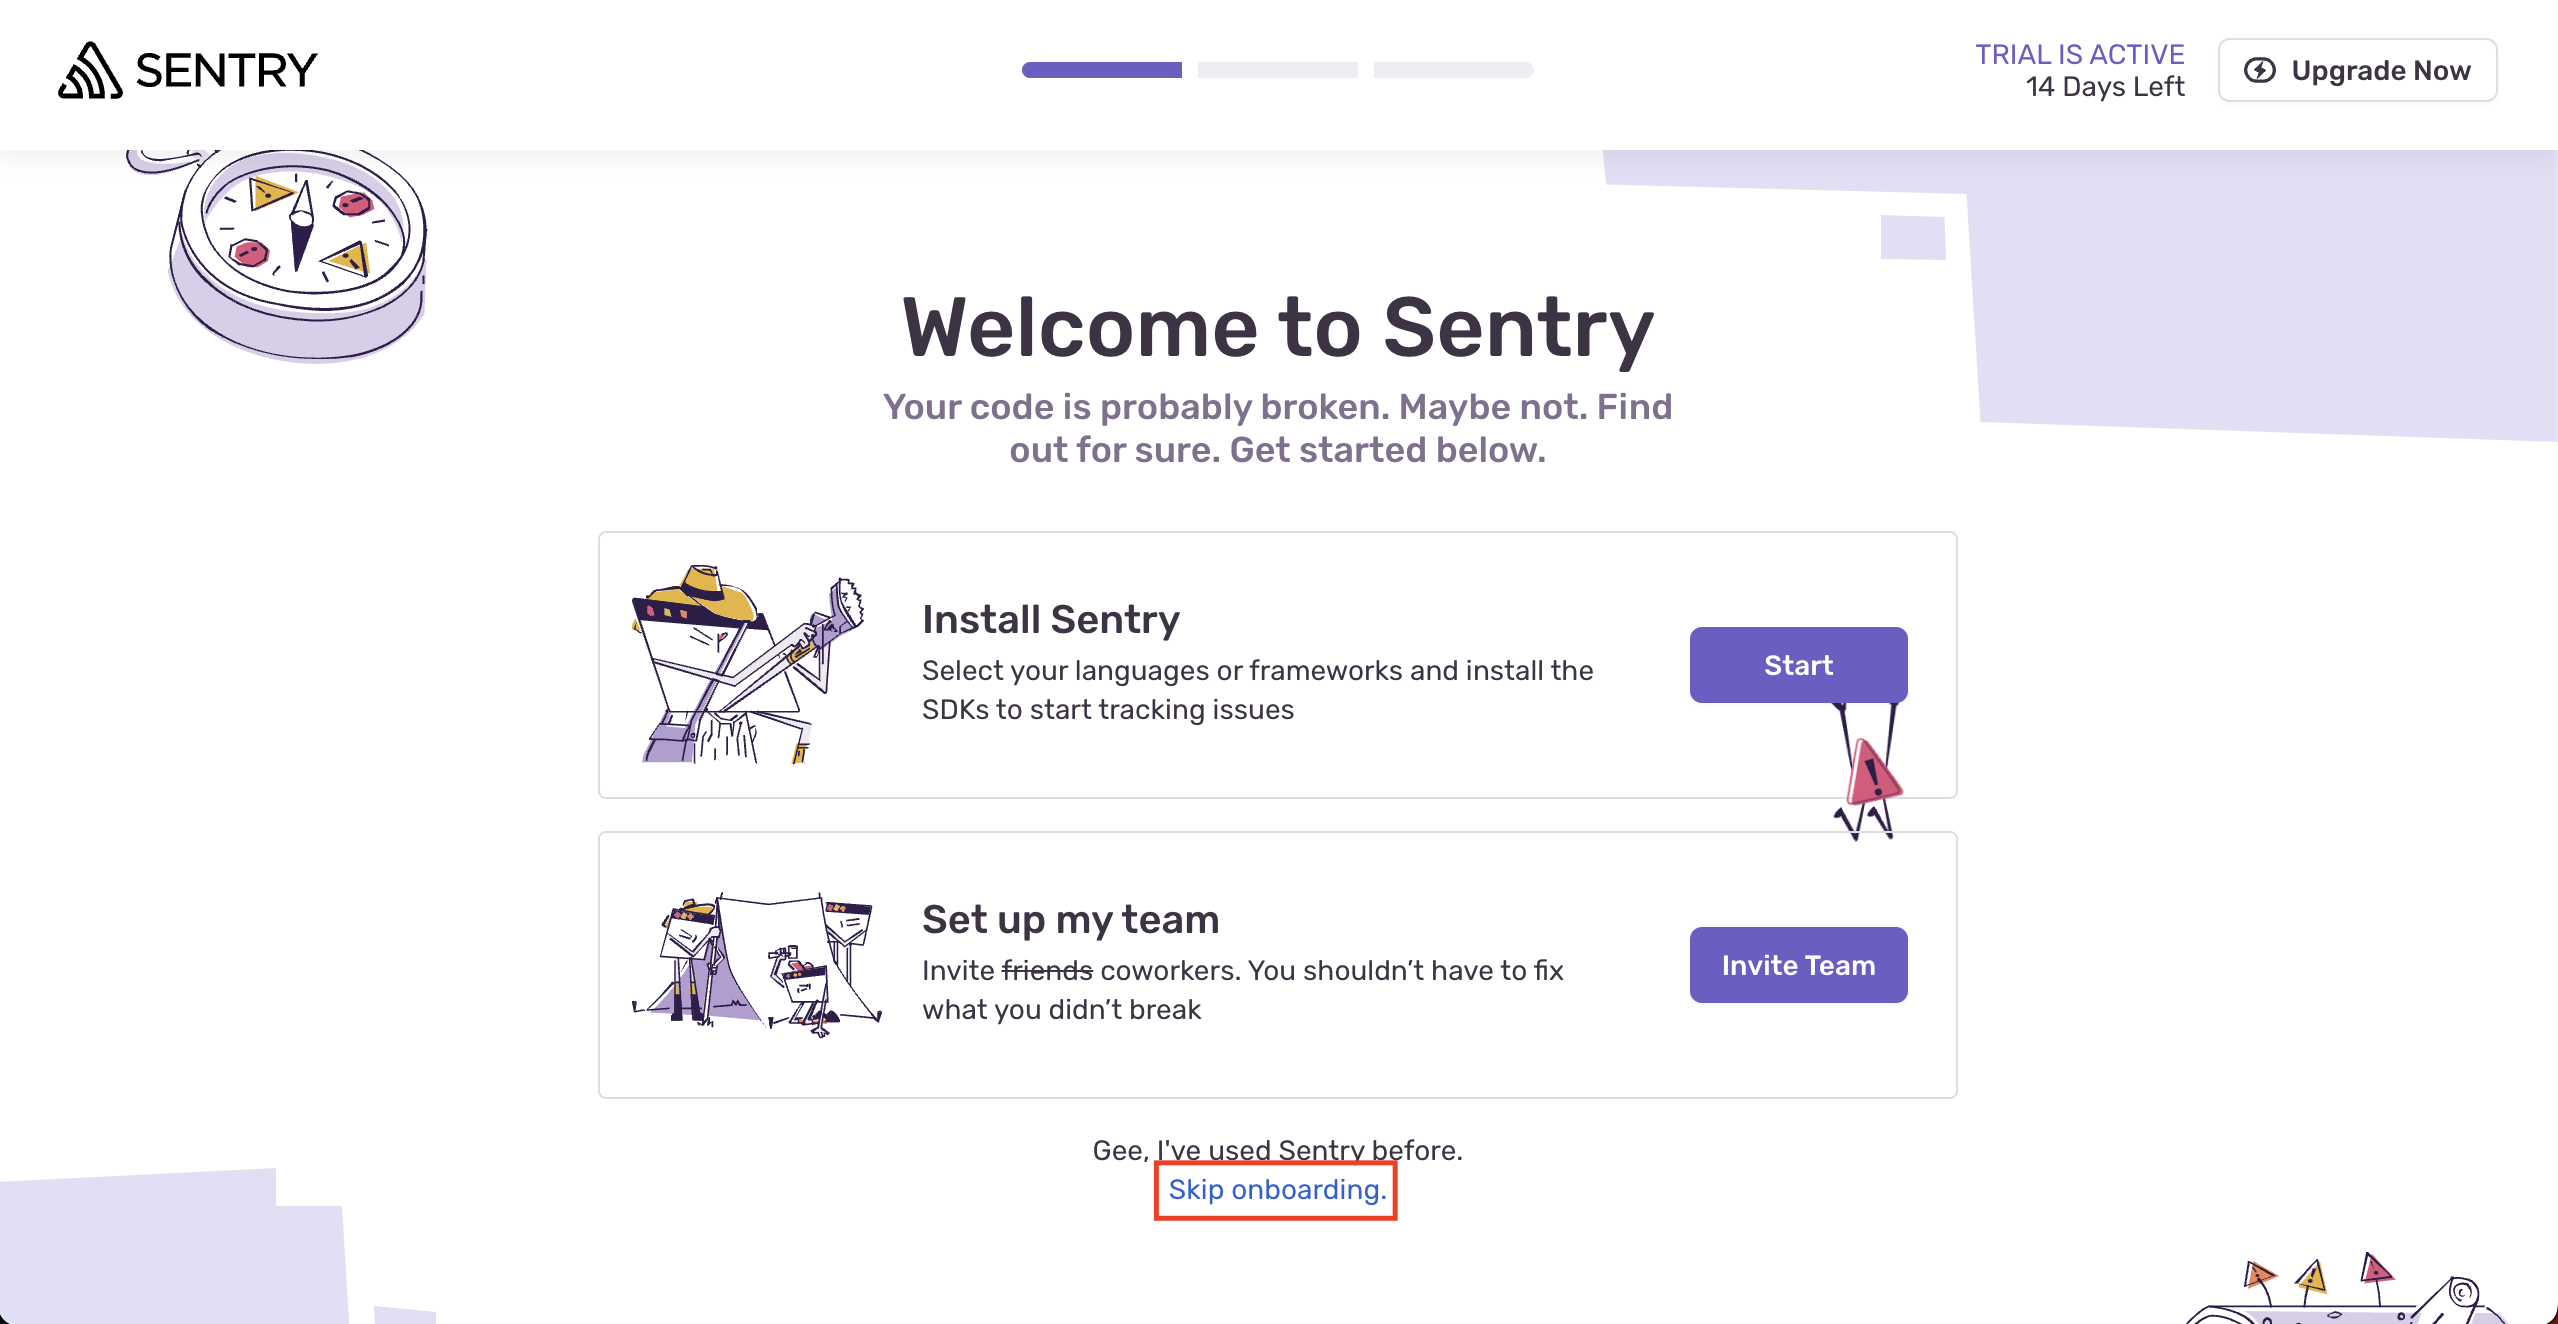 SENTRY
TRIAL IS ACTIVE
14 Days Left
Upgrade Now
Welcome to Sentry
Your code is probably broken. Maybe not. Find
out for sure. Get started below.
Install Sentry
Select your languages or frameworks and install the
SDKs to start tracking issues
Start
Set up my team
Invite friends coworkers. You shouldn’t have to fix
what you didn’t break
Invite Team
Gee, I've used Sentry before.
Skip onboarding.